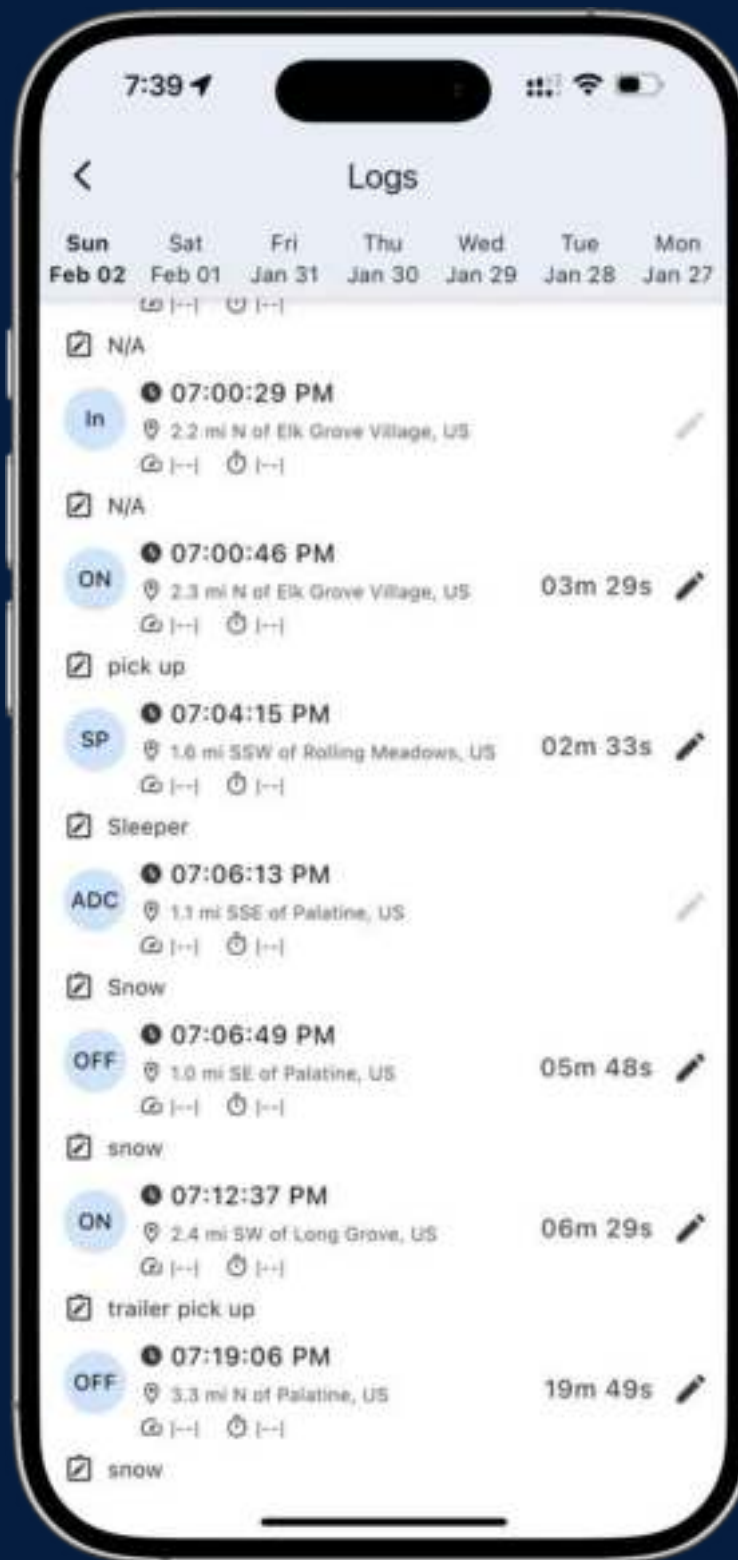 7:39
Logs
Sun Sat Fri Thu Wed Tue Mon
Feb 02 Feb 01 Jan 31 Jan 30 Jan 29 Jan 28 Jan 27
|--| |--|
N/A
07:00:29 PM
In
2.2 mi N of Elk Grove Village, US
|--| |--|
N/A
07:00:46 PM
ON
2.3 mi N of Elk Grove Village, US 03m 29s
|--| |--|
pick up
07:04:15 PM
SP
1.6 mi SSW of Rolling Meadows, US 02m 33s
|--| |--|
Sleeper
07:06:13 PM
ADC
1.1 mi SSE of Palatine, US
|--| |--|
Snow
07:06:49 PM
OFF
1.0 mi SE of Palatine, US 05m 48s
|--| |--|
snow
07:12:37 PM
ON
2.4 mi SW of Long Grove, US 06m 29s
|--| |--|
trailer pick up
07:19:06 PM
OFF
3.3 mi N of Palatine, US 19m 49s
|--| |--|
snow